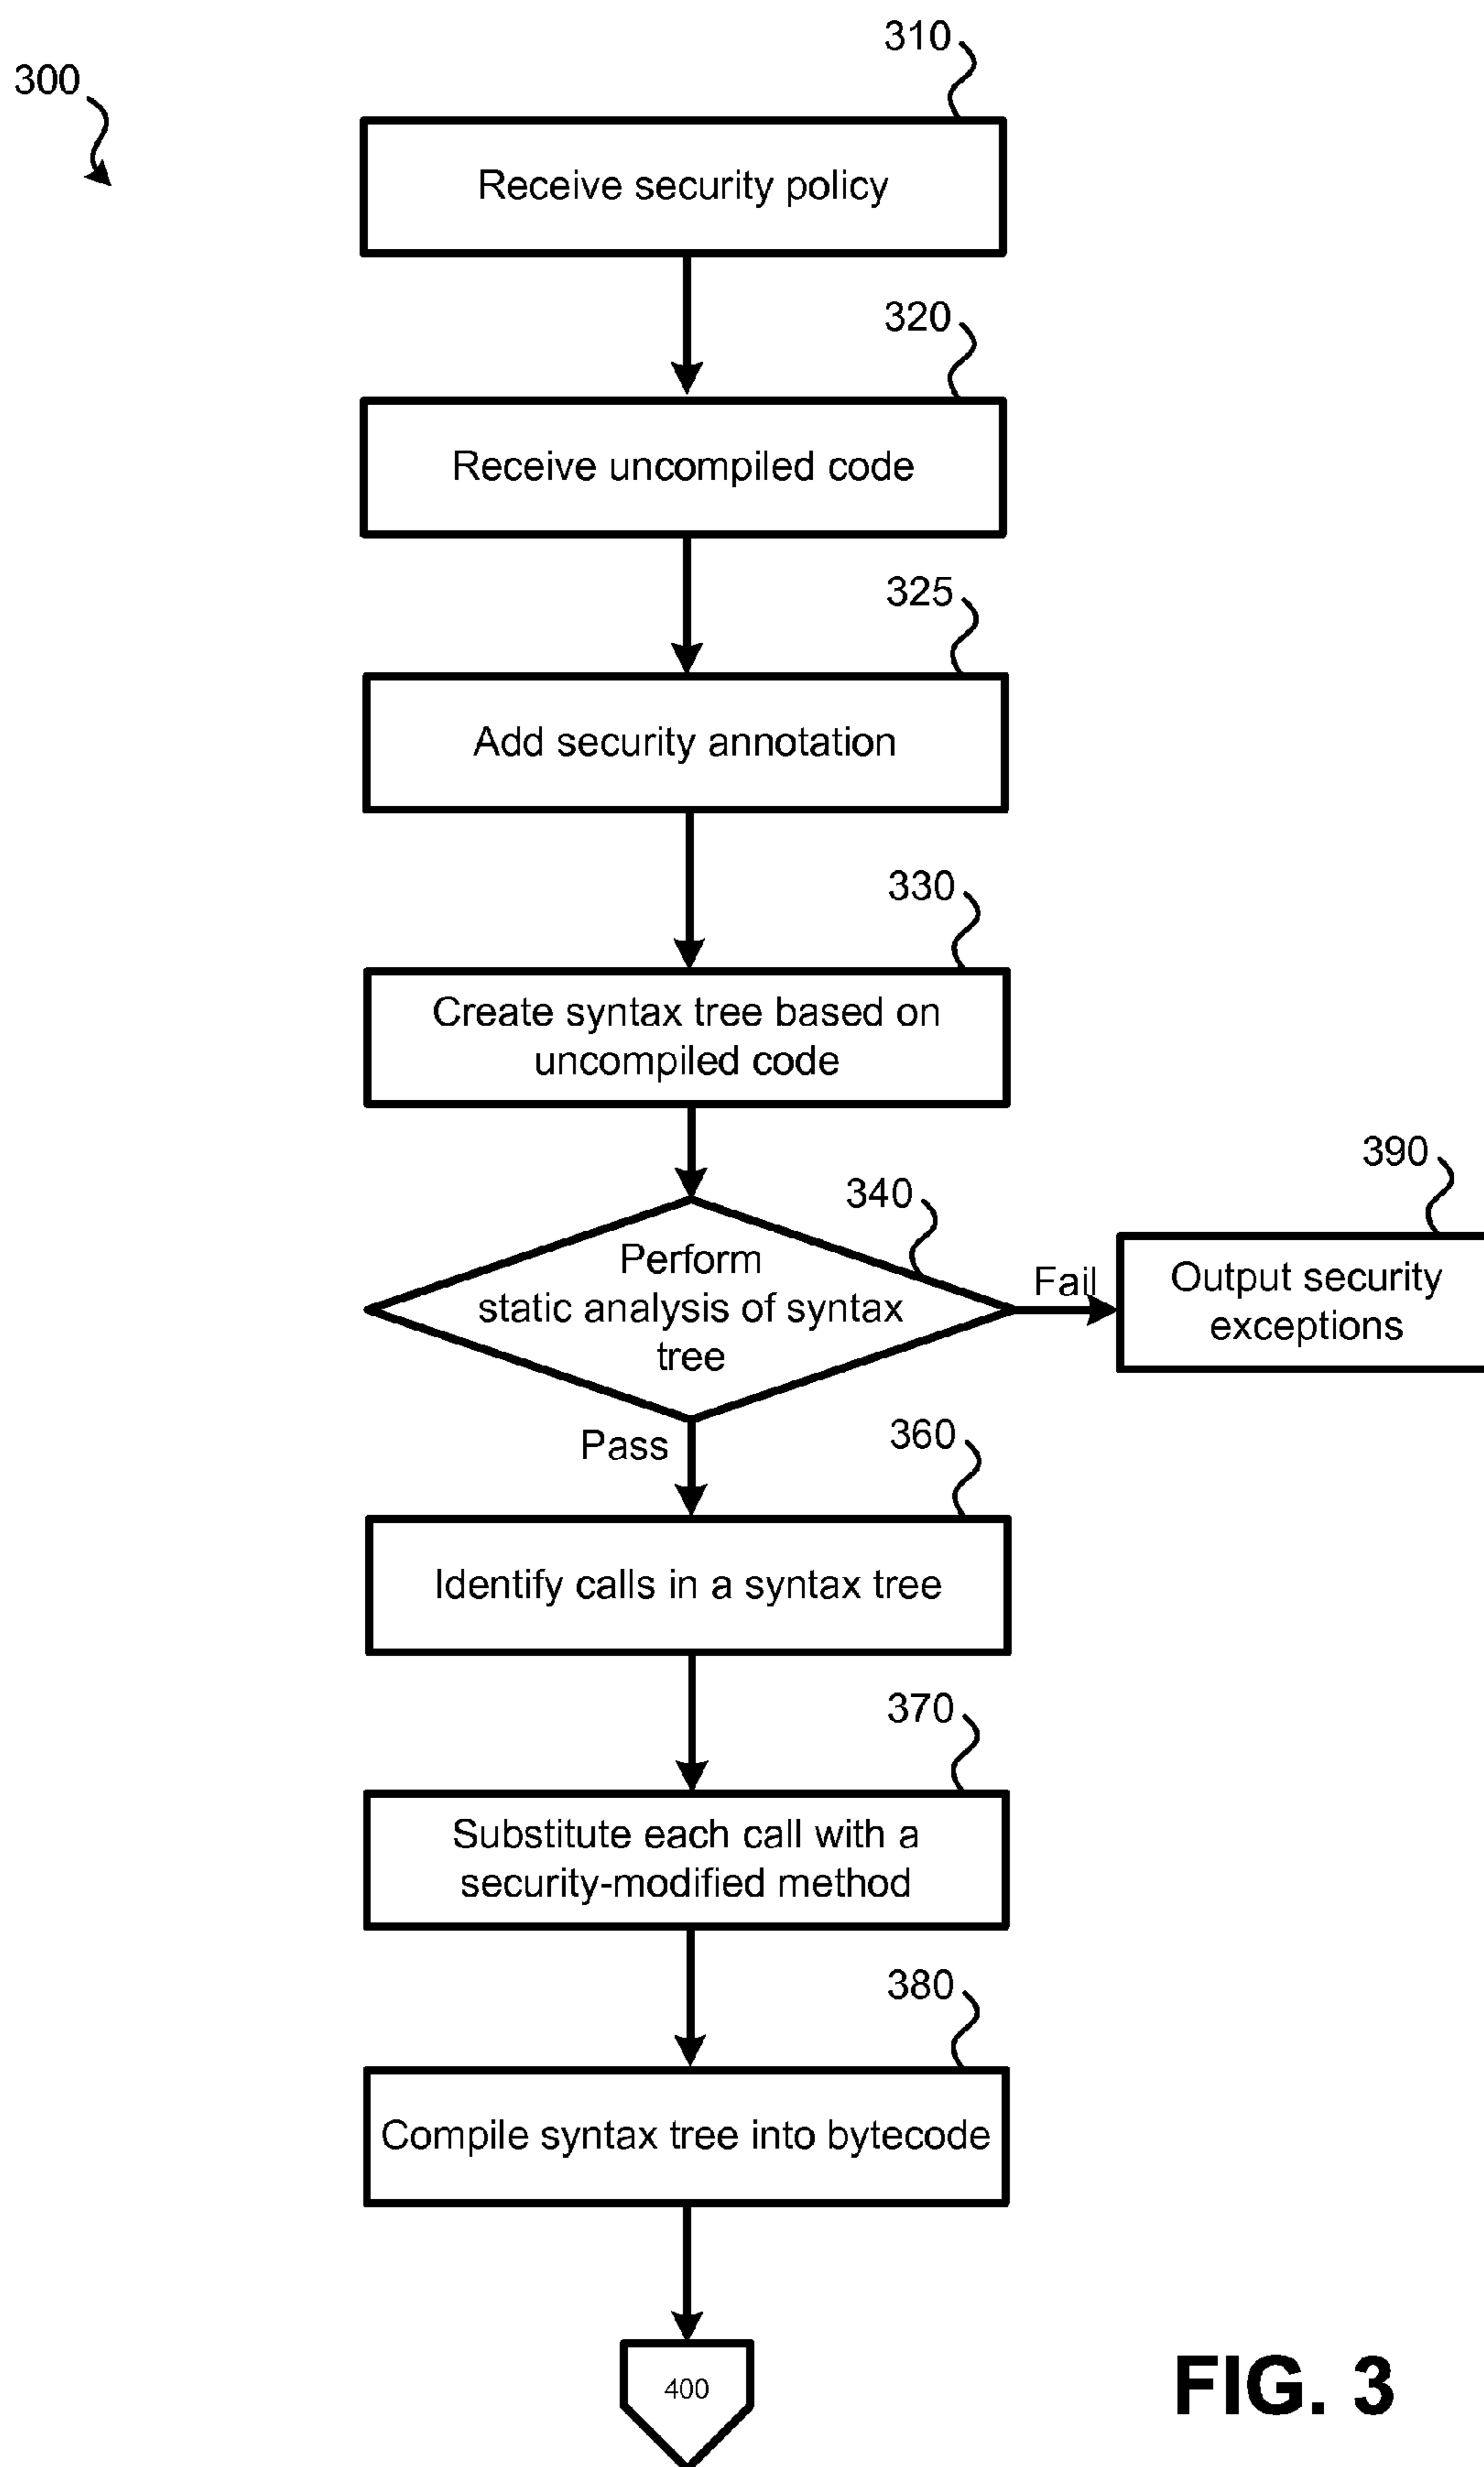 310
300
Receive security policy
320
Receive uncompiled code
325
Add security annotation
330
Create syntax tree based on
uncompiled code
390
340
Perform
static analysis of syntax
tree
Fail
Output security
exceptions
Pass
360
Identify calls in a syntax tree
370
Substitute each call with a
security-modified method
380
Compile syntax tree into bytecode
400
FIG. 3